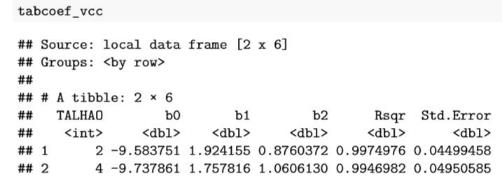 tabcoef_vcc
## Source: local data frame [2 x 6]
## Groups: <by row>
##
## # A tibble: 2 × 6
##   TALHAO        b0       b1        b2      Rsqr  Std.Error
##    <int>     <dbl>    <dbl>     <dbl>     <dbl>      <dbl>
## 1      2 -9.583751 1.924155 0.8760372 0.9974976 0.04499458
## 2      4 -9.737861 1.757816 1.0606130 0.9946982 0.04950585